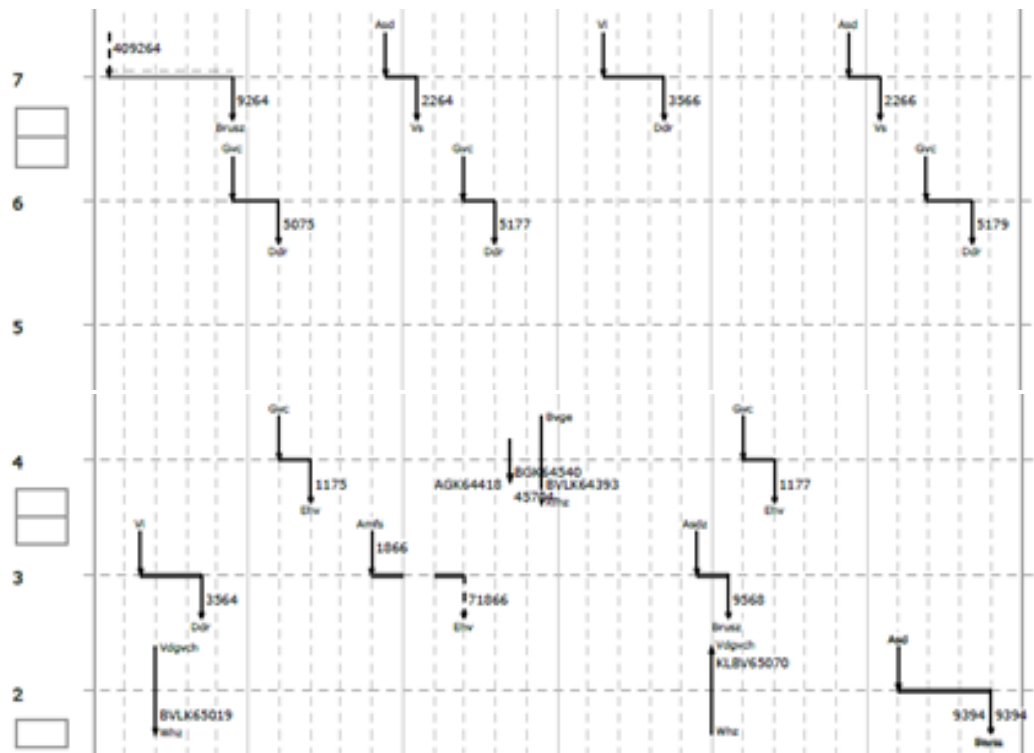 Asd
Vl
Asd
409264
7
9264
2264
3566
2266
Brusz
Vs
Ddr
Vs
Gvc
Gvc
Gvc
6
5075
5177
5179
Ddr
Ddr
Ddr
5
Gvc
Bvge
Gvc
4
BGK64540
1175
AGK64418
BVLK64393
1177
Ehv
Ehv
Vl
Amfs
Asdz
1866
3
3564
71866
9568
Ddr
Ehv
Brusz
Asd
Vdgvch
Vdgvch
KLBV65070
2
BVLK65019
9394
9394
Whz
Whz